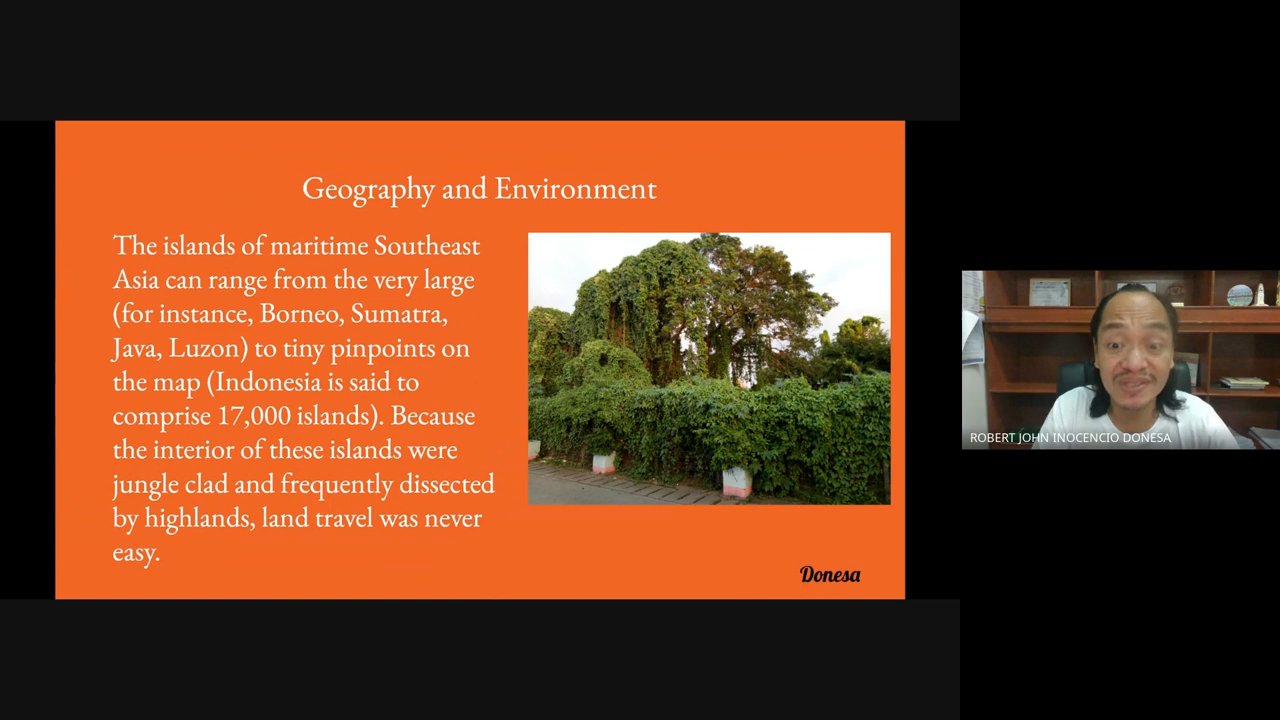 Geography and Environment
The islands of maritime Southeast
Asia can range from the very large
(for instance, Borneo, Sumatra,
Java, Luzon) to tiny pinpoints on
the map (Indonesia is said to
comprise 17,000 islands). Because
the interior of these islands were
jungle clad and frequently dissected
by highlands, land travel was never
easy.
Donesa
ROBERT JOHN INOCENCIO DONESA